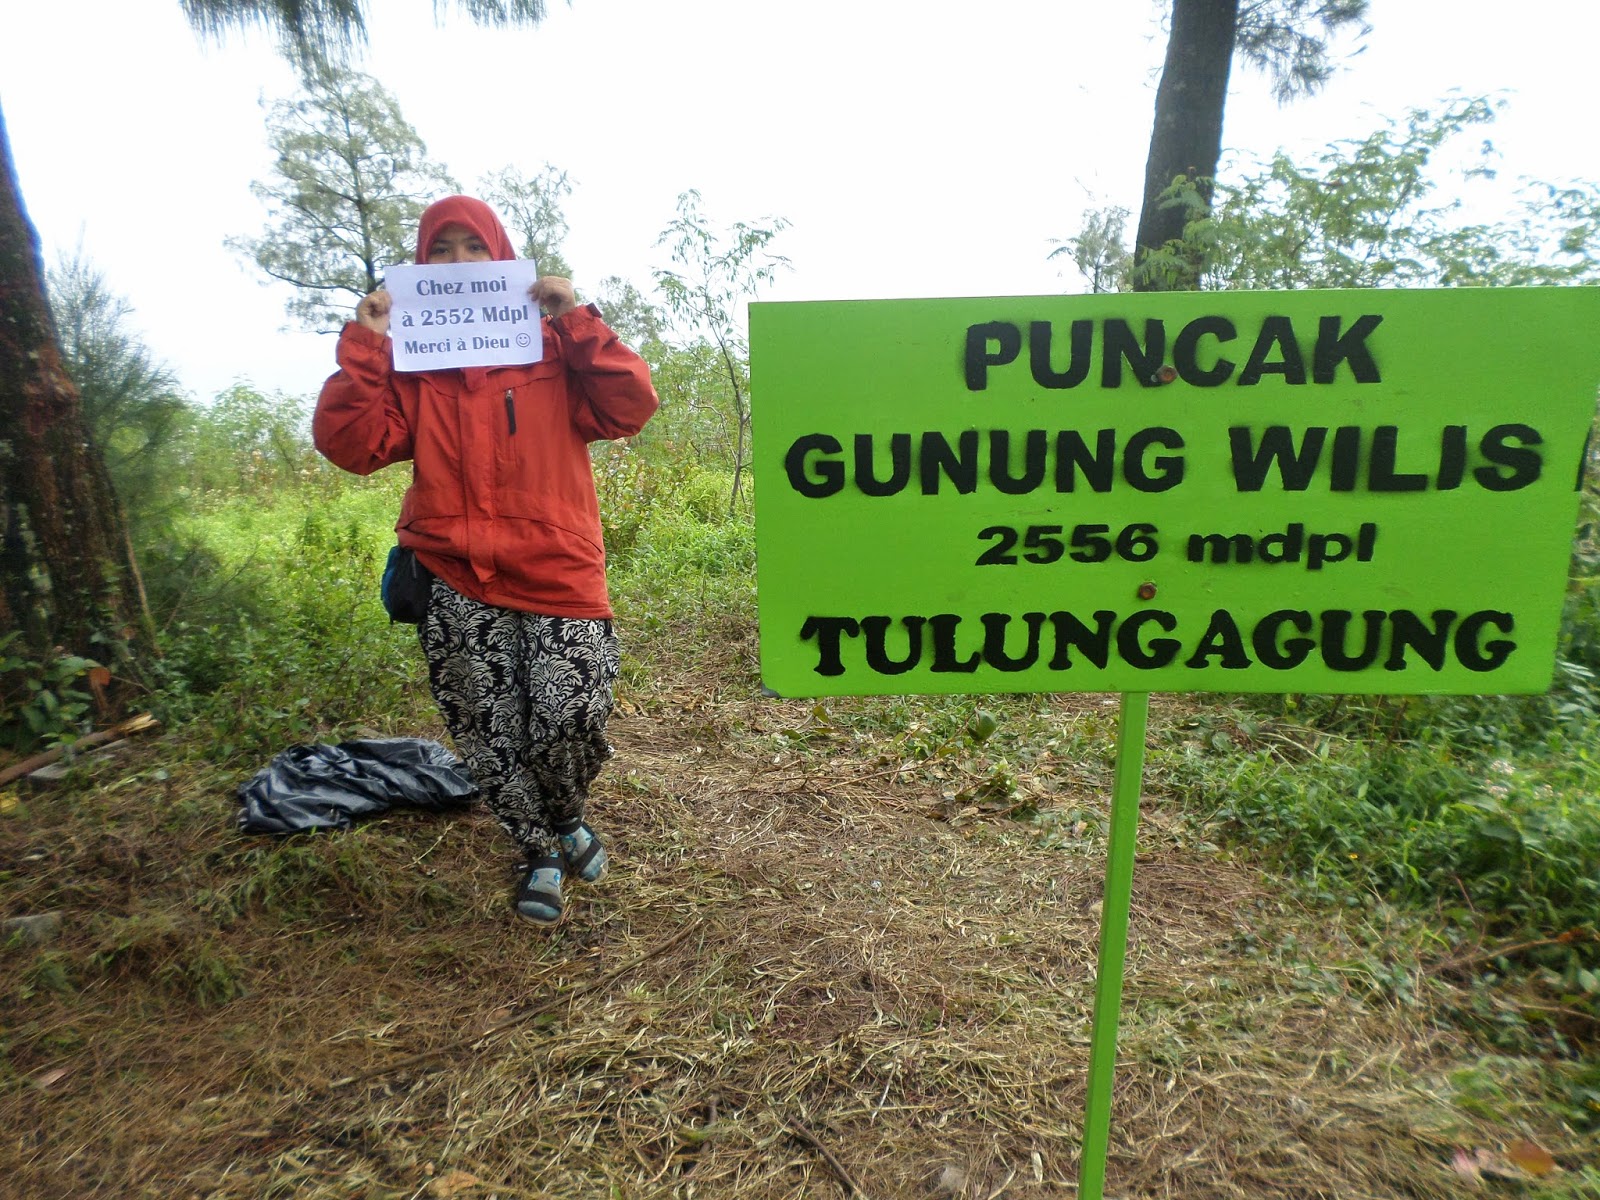 Chez moi
à 2552 Mdpl
Merci à Dieu ☺
PUNCAK
GUNUNG WILIS
2556 mdpl
TULUNGAGUNG